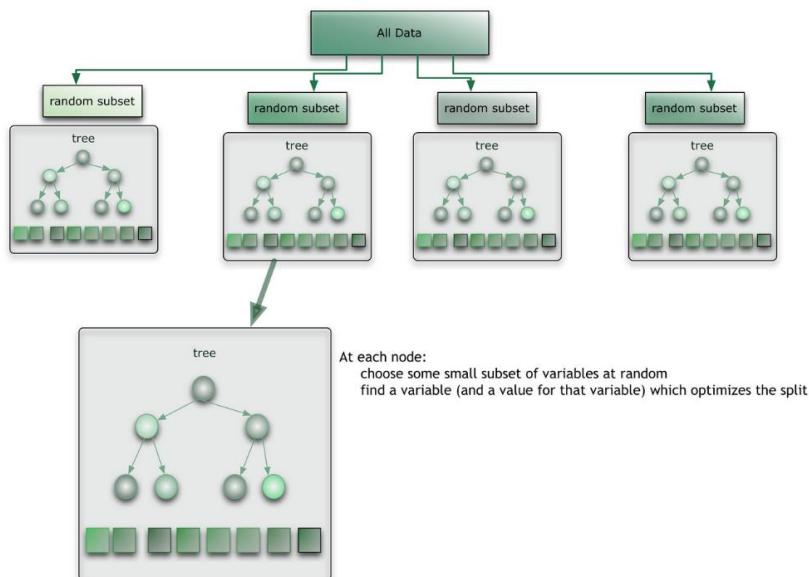 All Data
random subset
random subset
random subset
random subset
tree
tree
tree
tree
tree
At each node:
choose some small subset of variables at random
find a variable (and a value for that variable) which optimizes the split